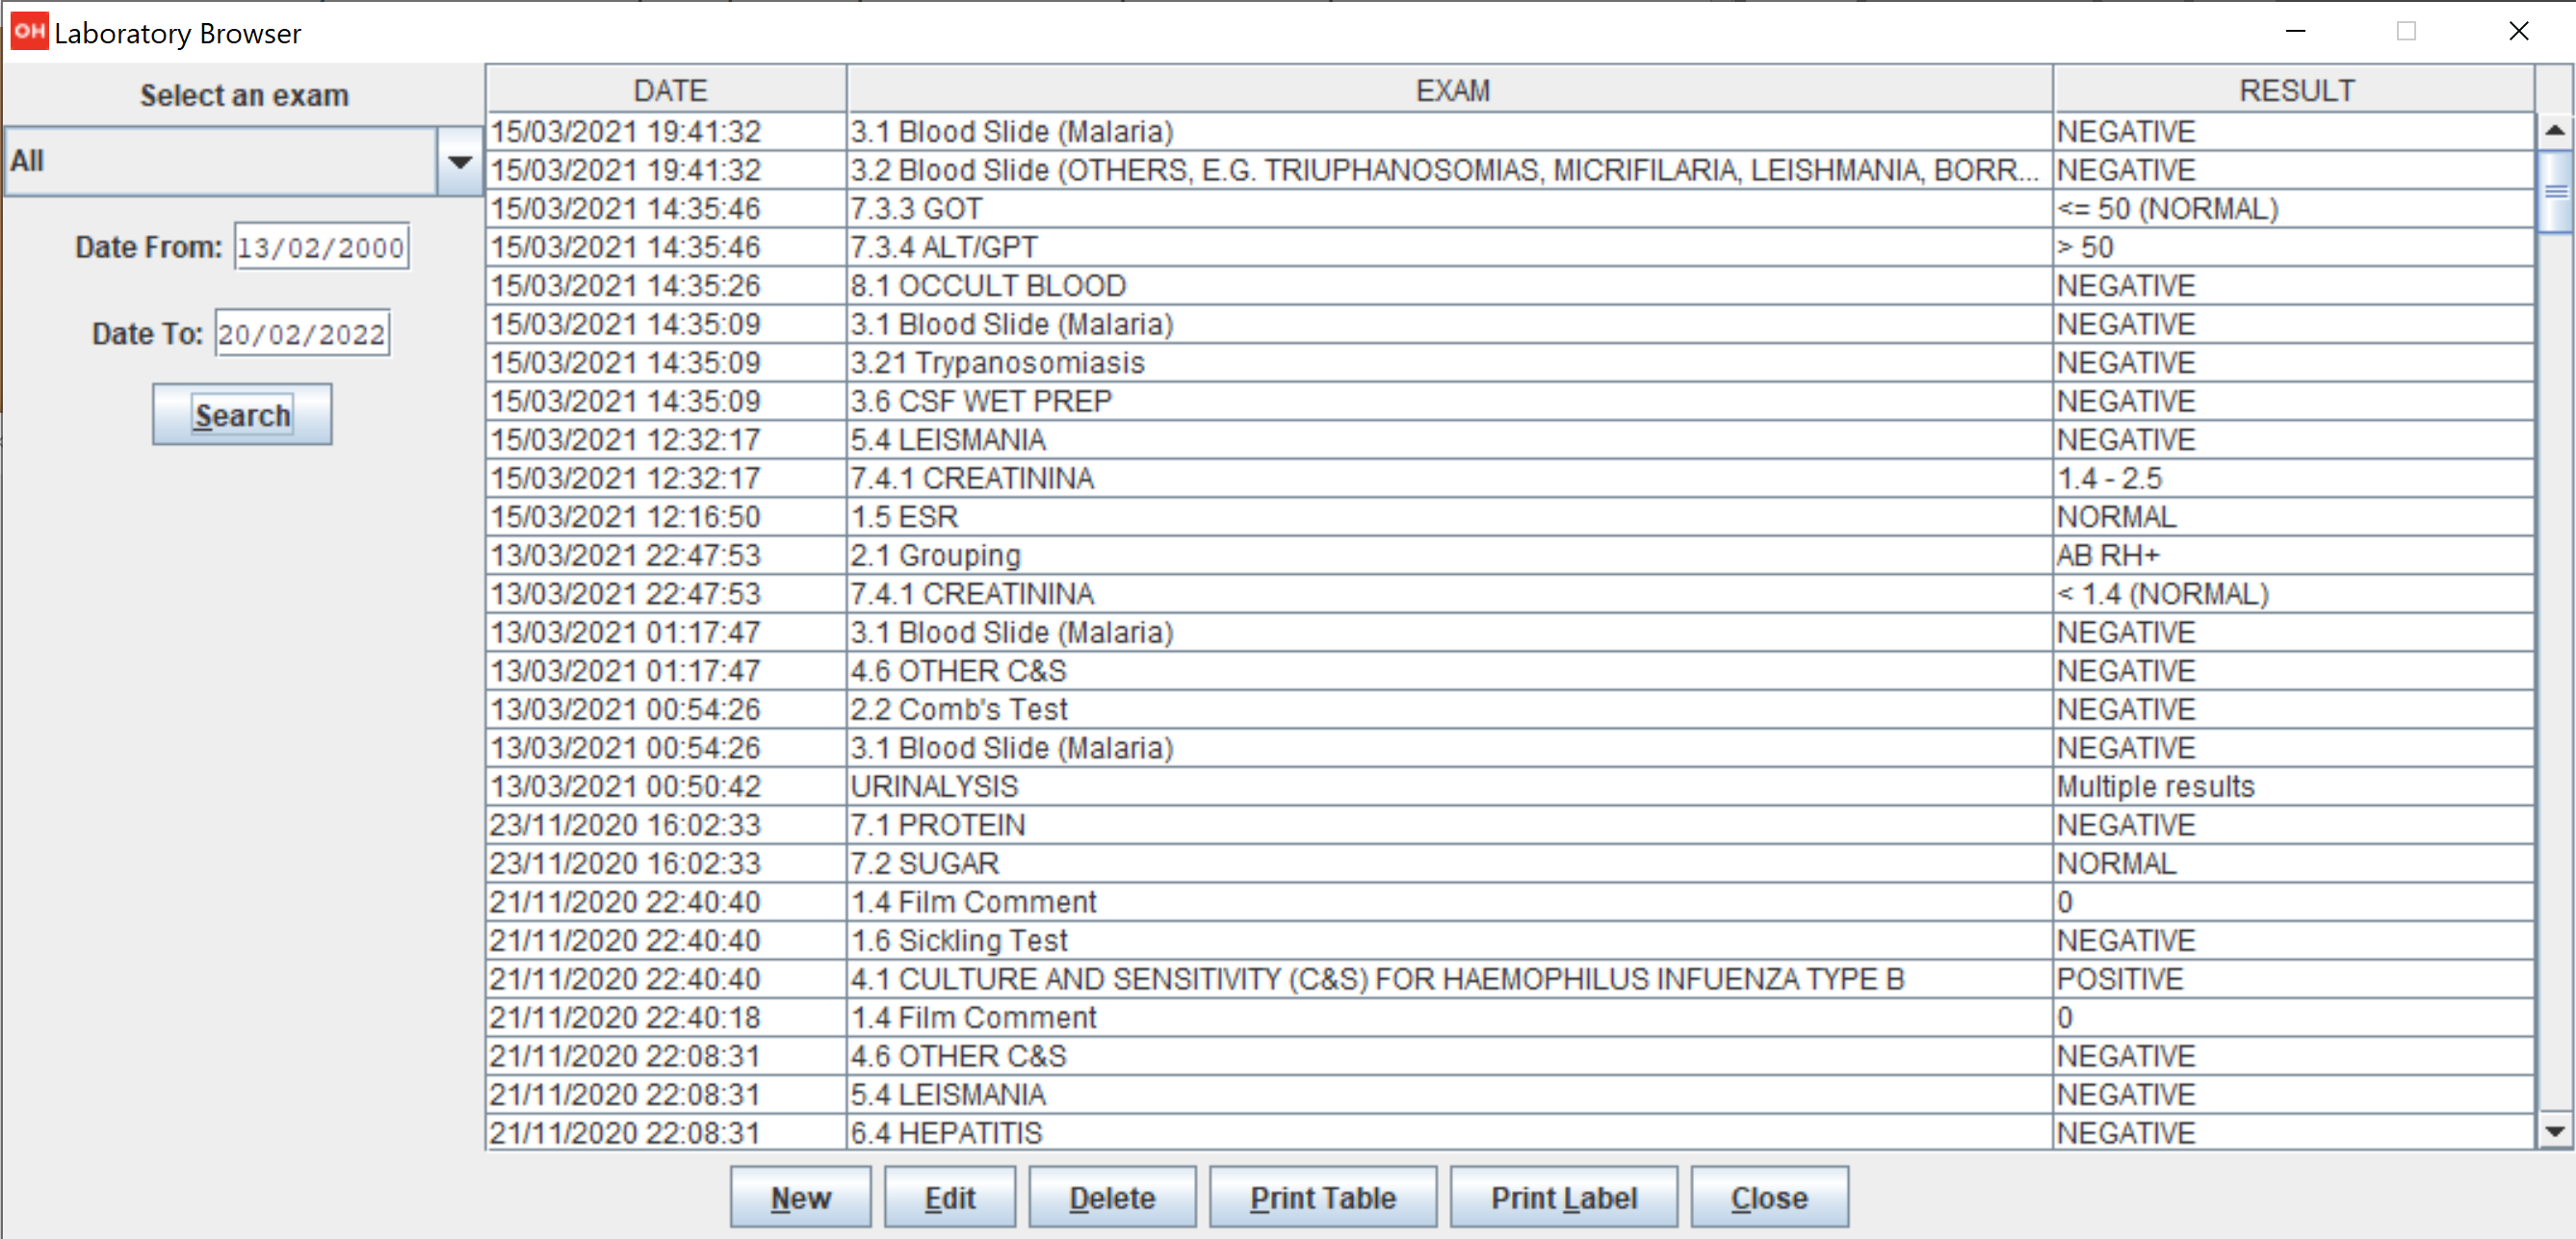 OH Laboratory Browser
Select an exam
All
Date From: 13/02/2000
Date To: 20/02/2022
Search
DATE EXAM RESULT
15/03/2021 19:41:32 3.1 Blood Slide (Malaria) NEGATIVE
15/03/2021 19:41:32 3.2 Blood Slide (OTHERS, E.G. TRIUPHANOSOMIAS, MICRIFILARIA, LEISHMANIA, BORR... NEGATIVE
15/03/2021 14:35:46 7.3.3 GOT <= 50 (NORMAL)
15/03/2021 14:35:46 7.3.4 ALT/GPT > 50
15/03/2021 14:35:26 8.1 OCCULT BLOOD NEGATIVE
15/03/2021 14:35:09 3.1 Blood Slide (Malaria) NEGATIVE
15/03/2021 14:35:09 3.21 Trypanosomiasis NEGATIVE
15/03/2021 14:35:09 3.6 CSF WET PREP NEGATIVE
15/03/2021 12:32:17 5.4 LEISMANIA NEGATIVE
15/03/2021 12:32:17 7.4.1 CREATININA 1.4 - 2.5
15/03/2021 12:16:50 1.5 ESR NORMAL
13/03/2021 22:47:53 2.1 Grouping AB RH+
13/03/2021 22:47:53 7.4.1 CREATININA < 1.4 (NORMAL)
13/03/2021 01:17:47 3.1 Blood Slide (Malaria) NEGATIVE
13/03/2021 01:17:47 4.6 OTHER C&S NEGATIVE
13/03/2021 00:54:26 2.2 Comb's Test NEGATIVE
13/03/2021 00:54:26 3.1 Blood Slide (Malaria) NEGATIVE
13/03/2021 00:50:42 URINALYSIS Multiple results
23/11/2020 16:02:33 7.1 PROTEIN NEGATIVE
23/11/2020 16:02:33 7.2 SUGAR NORMAL
21/11/2020 22:40:40 1.4 Film Comment 0
21/11/2020 22:40:40 1.6 Sickling Test NEGATIVE
21/11/2020 22:40:40 4.1 CULTURE AND SENSITIVITY (C&S) FOR HAEMOPHILUS INFUENZA TYPE B POSITIVE
21/11/2020 22:40:18 1.4 Film Comment 0
21/11/2020 22:08:31 4.6 OTHER C&S NEGATIVE
21/11/2020 22:08:31 5.4 LEISMANIA NEGATIVE
21/11/2020 22:08:31 6.4 HEPATITIS NEGATIVE
New Edit Delete Print Table Print Label Close